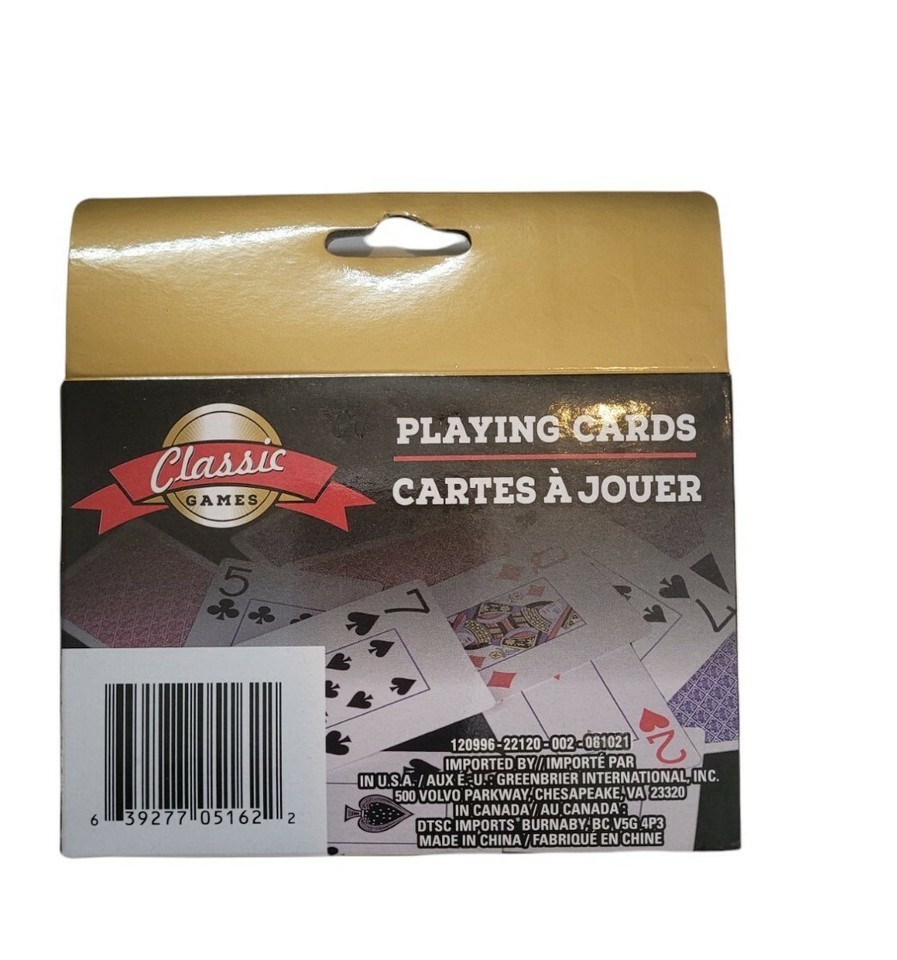 Classic
GAMES
PLAYING CARDS
CARTES À JOUER
5
7
Q
7
2
120996-22120-002-061021
IMPORTED BY / IMPORTÉ PAR
IN U.S.A. / AUX É.-U.: GREENBRIER INTERNATIONAL, INC.
500 VOLVO PARKWAY, CHESAPEAKE, VA 23320
IN CANADA / AU CANADA:
DTSC IMPORTS BURNABY, BC V5G 4P3
MADE IN CHINA / FABRIQUÉ EN CHINE
6 39277 05162 2